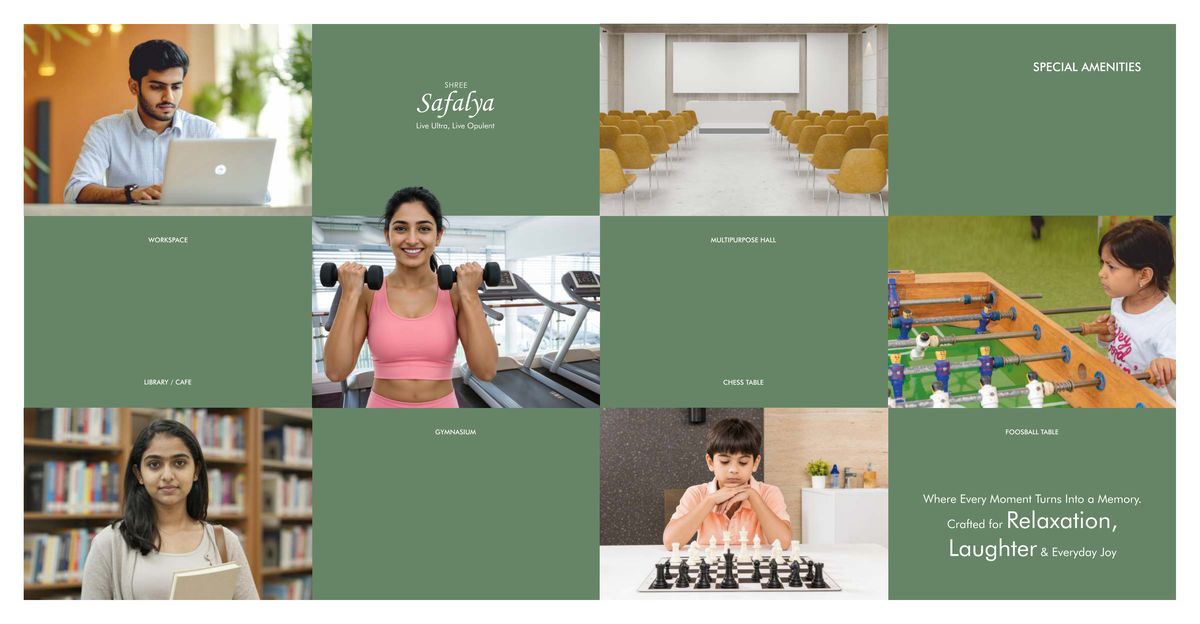 SHREE
Safalya
Live Ultra, Live Opulent
SPECIAL AMENITIES
WORKSPACE
MULTIPURPOSE HALL
LIBRARY / CAFE
CHESS TABLE
GYMNASIUM
FOOSBALL TABLE
Where Every Moment Turns Into a Memory.
Crafted for Relaxation,
Laughter & Everyday Joy